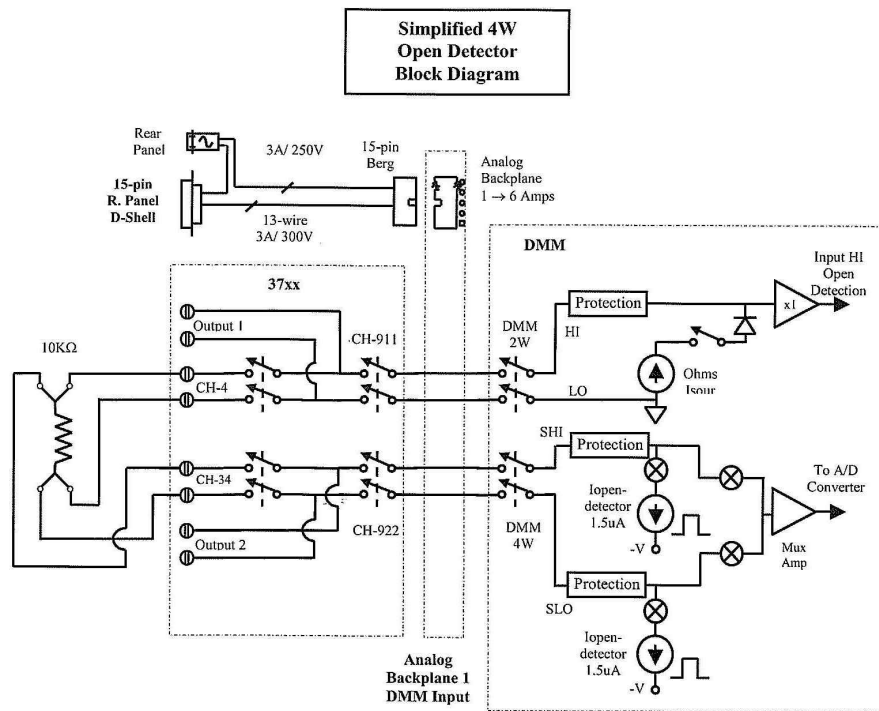 Simplified 4W
Open Detector
Block Diagram
Rear
Panel
3A/ 250V
15-pin
Berg
Analog
Backplane
1 → 6 Amps
15-pin
R. Panel
D-Shell
13-wire
3A/ 300V
DMM
37xx
Input HI
Open
Detection
Protection
x1
Output 1
CH-911
DMM
2W
HI
10KΩ
CH-4
LO
Ohms
Isour
SHI
Protection
To A/D
Converter
CH-34
Iopen-
detector
1.5uA
-V
Output 2
CH-922
DMM
4W
Mux
Amp
Protection
SLO
Iopen-
detector
1.5uA
-V
Analog
Backplane 1
DMM Input